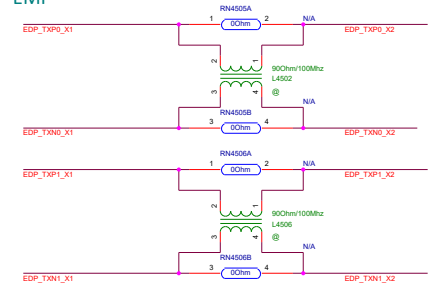 EMI
RN4505A
1 0Ohm 2 N/A
EDP_TXP0_X1 EDP_TXP0_X2
2 1
90Ohm/100Mhz
L4502
3 4 @
RN4505B N/A
3 0Ohm 4
EDP_TXN0_X1 EDP_TXN0_X2
RN4506A
1 0Ohm 2 N/A
EDP_TXP1_X1 EDP_TXP1_X2
2 1
90Ohm/100Mhz
L4506
3 4 @
RN4506B N/A
3 0Ohm 4
EDP_TXN1_X1 EDP_TXN1_X2